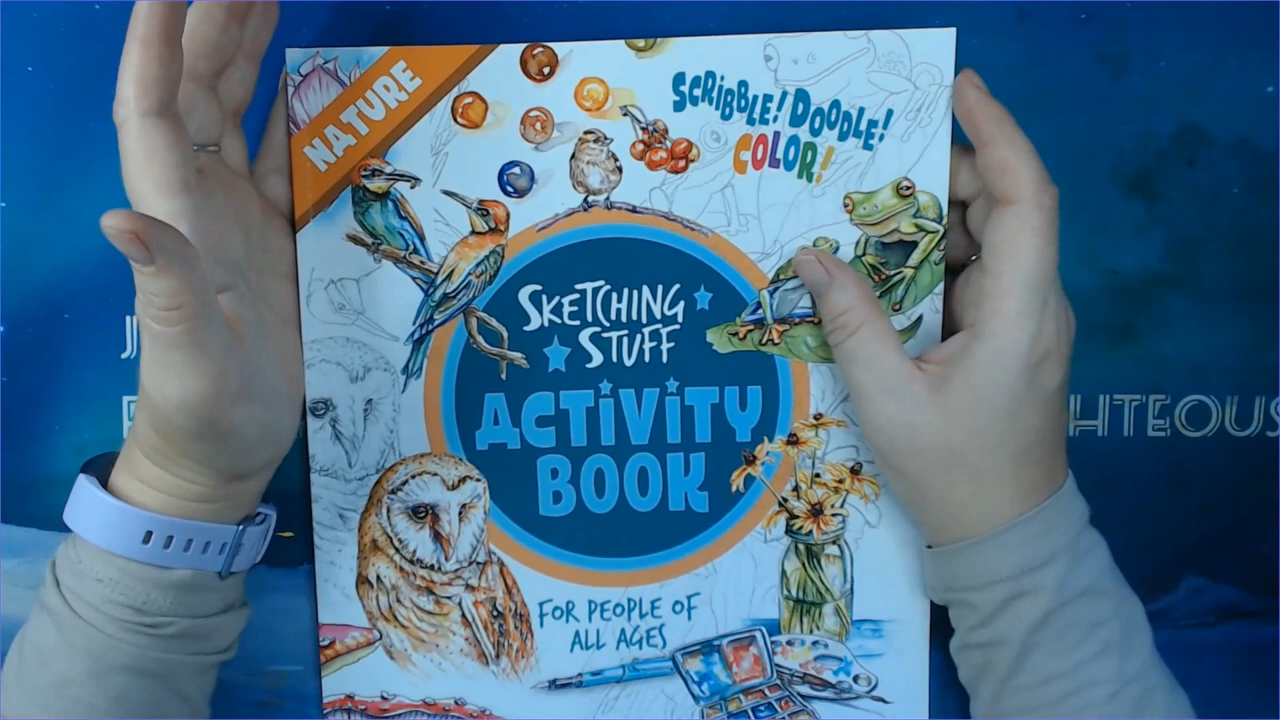 NATURE
SCRIBBLE! DOODLE!
COLOR!
SKETCHING
STUFF
ACTIVITY
BOOK
FOR PEOPLE OF
ALL AGES